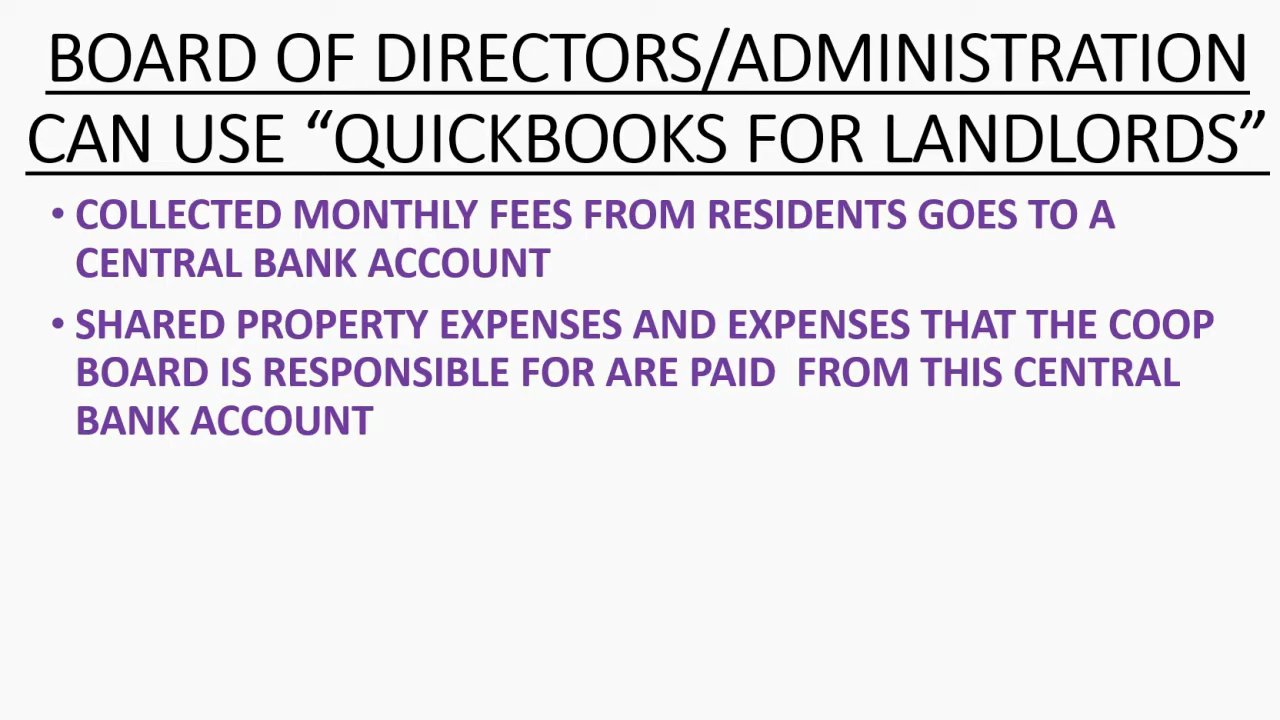 BOARD OF DIRECTORS/ADMINISTRATION
CAN USE “QUICKBOOKS FOR LANDLORDS”
• COLLECTED MONTHLY FEES FROM RESIDENTS GOES TO A
CENTRAL BANK ACCOUNT
• SHARED PROPERTY EXPENSES AND EXPENSES THAT THE COOP
BOARD IS RESPONSIBLE FOR ARE PAID  FROM THIS CENTRAL
BANK ACCOUNT